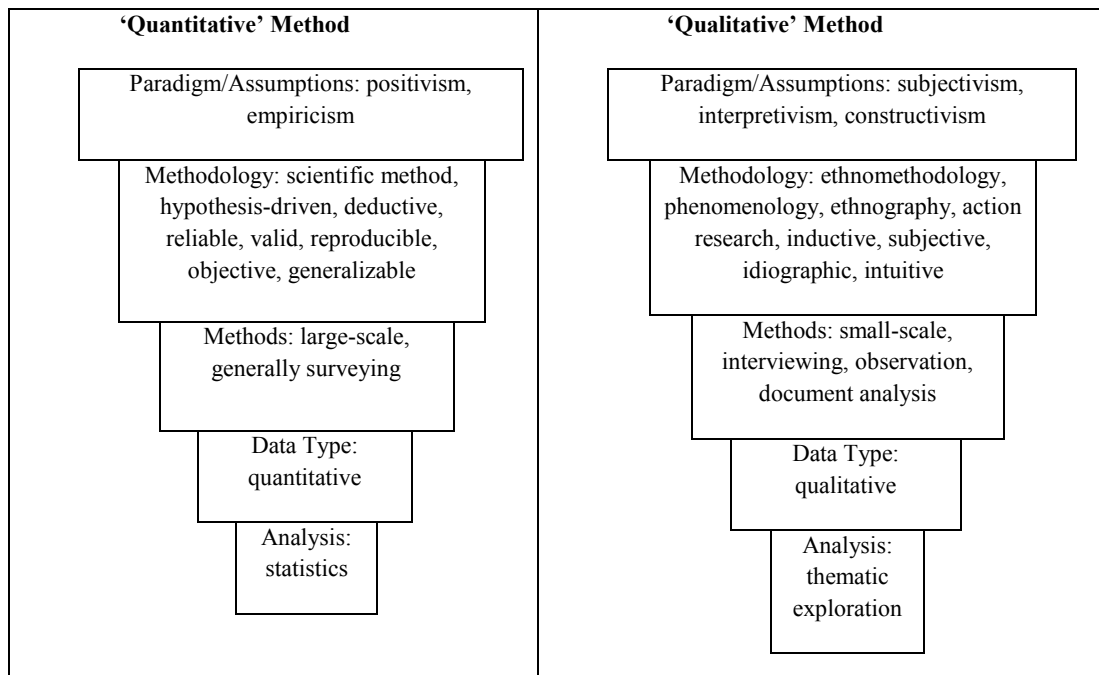 ‘Quantitative’ Method
Paradigm/Assumptions: positivism,
empiricism
Methodology: scientific method,
hypothesis-driven, deductive,
reliable, valid, reproducible,
objective, generalizable
Methods: large-scale,
generally surveying
Data Type:
quantitative
Analysis:
statistics
‘Qualitative’ Method
Paradigm/Assumptions: subjectivism,
interpretivism, constructivism
Methodology: ethnomethodology,
phenomenology, ethnography, action
research, inductive, subjective,
idiographic, intuitive
Methods: small-scale,
interviewing, observation,
document analysis
Data Type:
qualitative
Analysis:
thematic
exploration